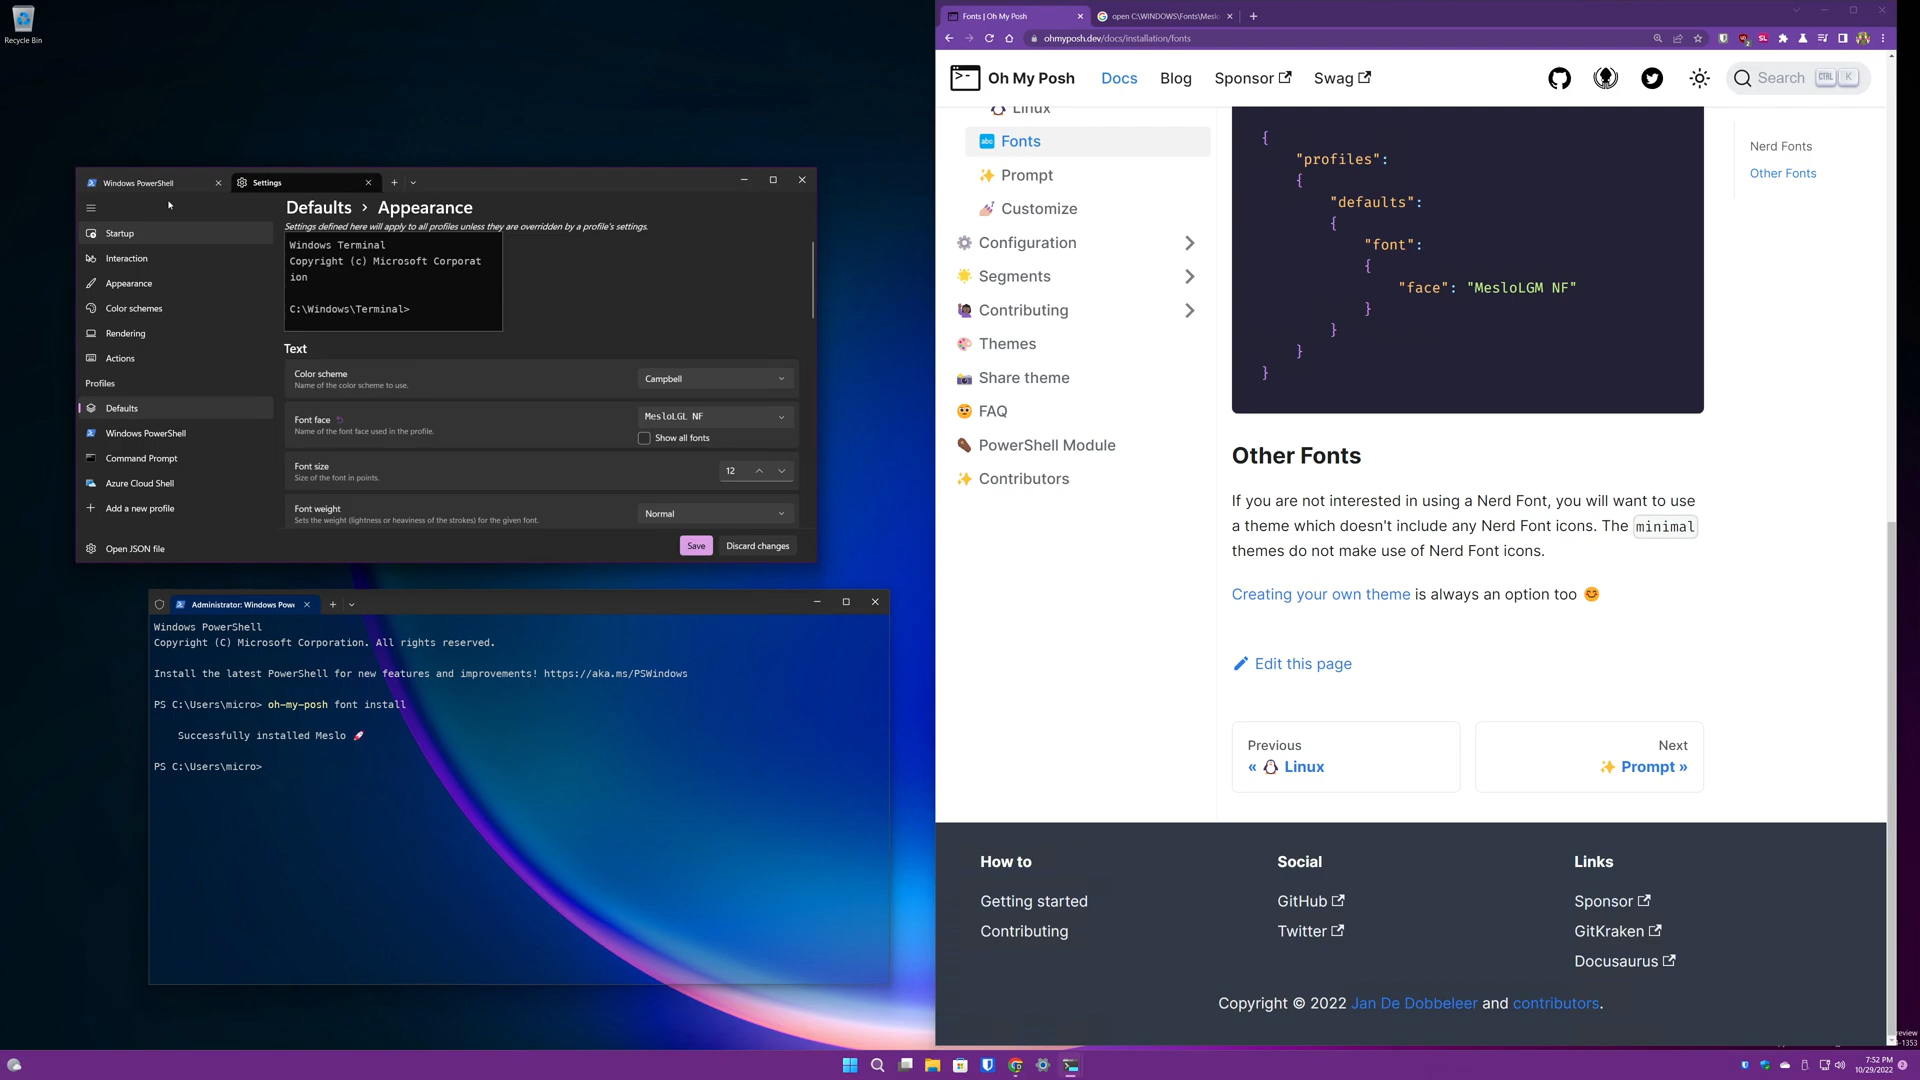 Recycle Bin
Windows PowerShell
Settings
Startup
Interaction
Appearance
Color schemes
Rendering
Actions
Profiles
Defaults
Windows PowerShell
Command Prompt
Azure Cloud Shell
Add a new profile
Open JSON file
Defaults › Appearance
Settings defined here will apply to all profiles unless they are overridden by a profile's settings.
Windows Terminal
Copyright (c) Microsoft Corporat
ion
C:\Windows\Terminal>
Text
Color scheme
Name of the color scheme to use.
Campbell
Font face
Name of the font face used in the profile.
MesloLGL NF
Show all fonts
Font size
Size of the font in points.
12
Font weight
Sets the weight (lightness or heaviness of the strokes) for the given font.
Normal
Save
Discard changes
Administrator: Windows Powe
Windows PowerShell
Copyright (C) Microsoft Corporation. All rights reserved.
Install the latest PowerShell for new features and improvements! https://aka.ms/PSWindows
PS C:\Users\micro> oh-my-posh font install
Successfully installed Meslo 🚀
PS C:\Users\micro>
Fonts | Oh My Posh
open C:\WINDOWS\Fonts\Meslo
ohmyposh.dev/docs/installation/fonts
Oh My Posh
Docs
Blog
Sponsor
Swag
Search
CTRL
K
Linux
Fonts
Prompt
Customize
Configuration
Segments
Contributing
Themes
Share theme
FAQ
PowerShell Module
Contributors
{
"profiles":
{
"defaults":
{
"font":
{
"face": "MesloLGM NF"
}
}
}
}
Nerd Fonts
Other Fonts
Other Fonts
If you are not interested in using a Nerd Font, you will want to use
a theme which doesn't include any Nerd Font icons. The minimal
themes do not make use of Nerd Font icons.
Creating your own theme is always an option too 😊
Edit this page
Previous
« Linux
Next
Prompt »
How to
Getting started
Contributing
Social
GitHub
Twitter
Links
Sponsor
GitKraken
Docusaurus
Copyright © 2022 Jan De Dobbeleer and contributors.
7:52 PM
10/29/2022